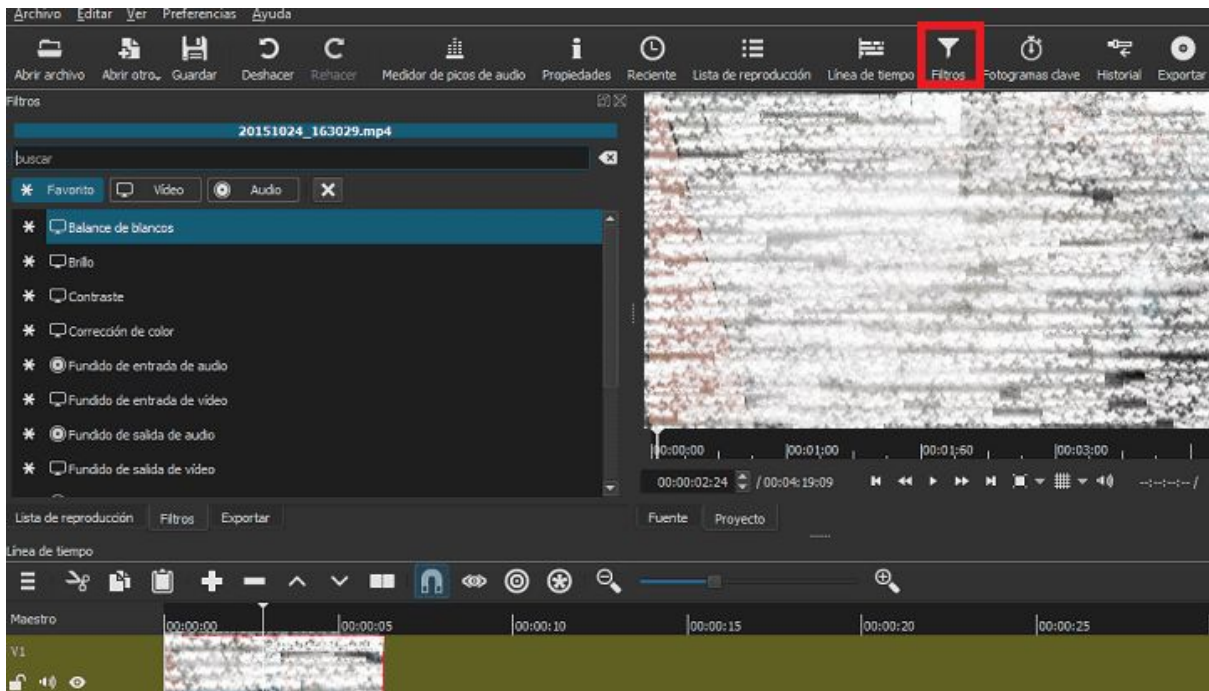 Archivo Editar Ver Preferencias Ayuda
Abrir archivo Abrir otro.. Guardar Deshacer Rehacer Medidor de picos de audio Propiedades Reciente Lista de reproducción Línea de tiempo Filtros Fotogramas clave Historial Exportar
Filtros
20151024_163029.mp4
buscar
Favorito Vídeo Audio
Balance de blancos
Brillo
Contraste
Corrección de color
Fundido de entrada de audio
Fundido de entrada de vídeo
Fundido de salida de audio
Fundido de salida de vídeo
00:00:00 00:01:00 00:01;60 00:03:00
00:00:02:24 / 00:04:19:09 --:--:--:-- /
Lista de reproducción Filtros Exportar
Fuente Proyecto
Línea de tiempo
Maestro 00:00:00 00:00:05 00:00:10 00:00:15 00:00:20 00:00:25
V1